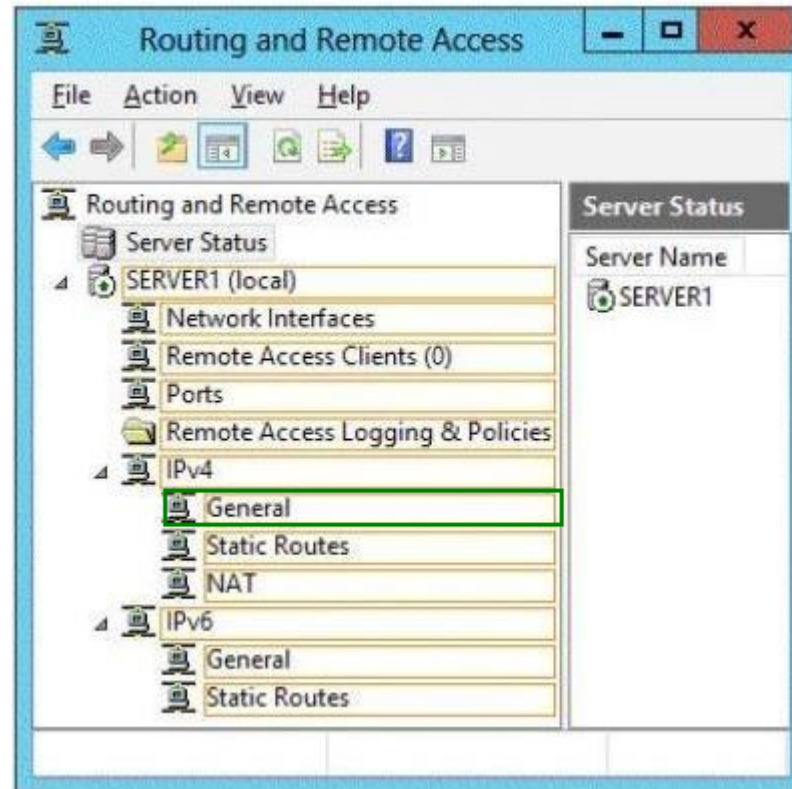 Routing and Remote Access
File Action View Help
Routing and Remote Access
Server Status
SERVER1 (local)
Network Interfaces
Remote Access Clients (0)
Ports
Remote Access Logging & Policies
IPv4
General
Static Routes
NAT
IPv6
General
Static Routes
Server Status
Server Name
SERVER1